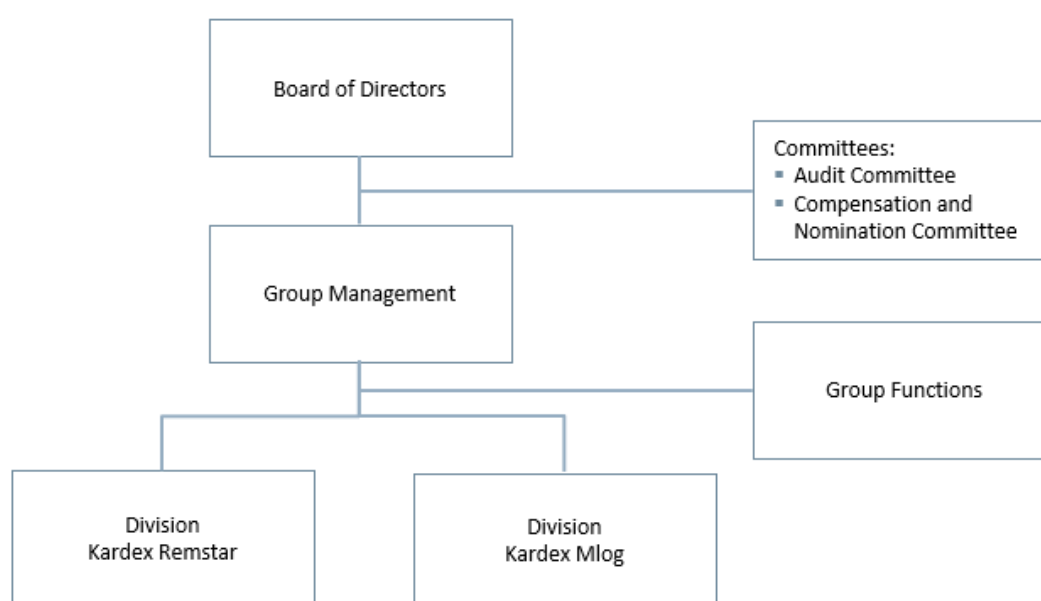 Board of Directors
Committees:
▪ Audit Committee
▪ Compensation and
Nomination Committee
Group Management
Group Functions
Division
Kardex Remstar
Division
Kardex Mlog